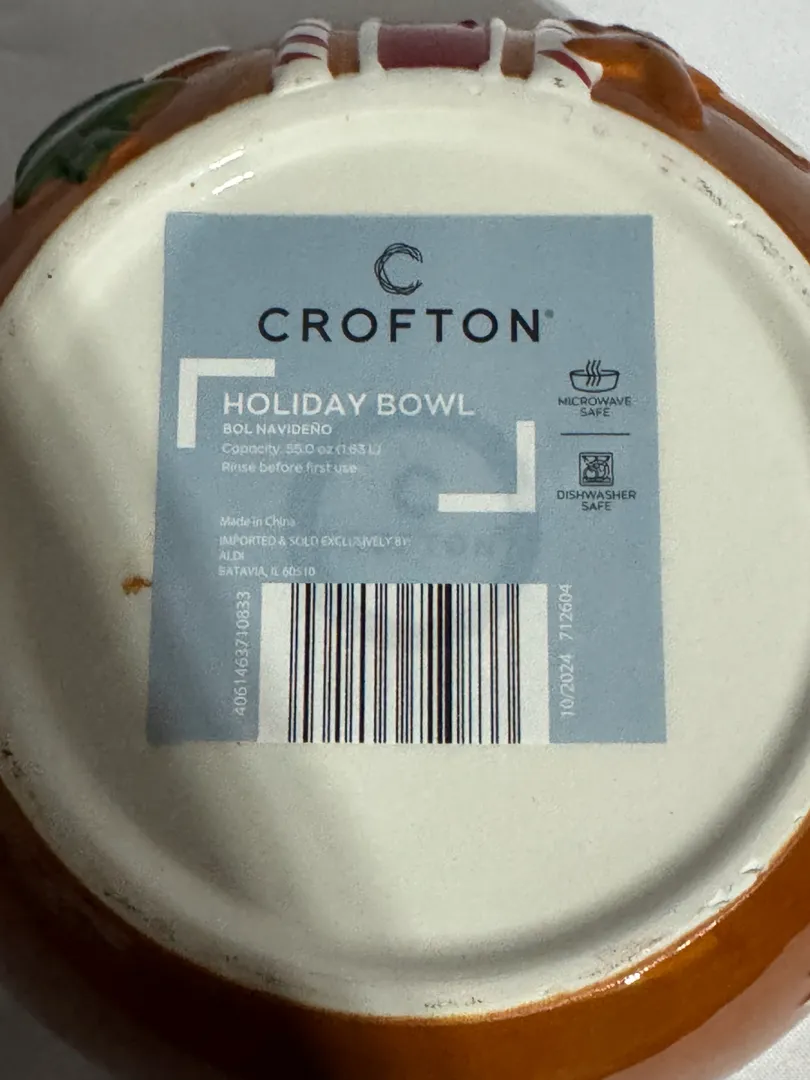 CROFTON®
HOLIDAY BOWL
BOL NAVIDEÑO
Capacity: 55.0 oz (1.63 L)
Rinse before first use
MICROWAVE
SAFE
DISHWASHER
SAFE
Made in China
IMPORTED & SOLD EXCLUSIVELY BY:
ALDI
BATAVIA, IL 60510
4061463710833
10/2024 712604